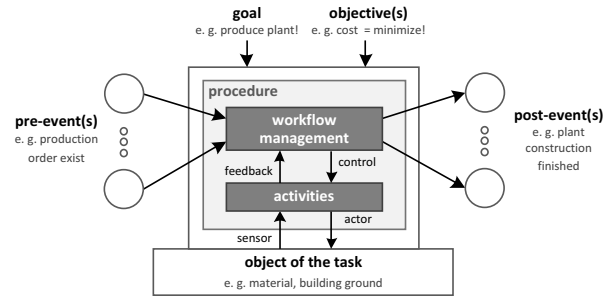 goal
e. g. produce plant!
objective(s)
e. g. cost = minimize!
procedure
pre-event(s)
e. g. production
order exist
workflow
management
post-event(s)
e. g. plant
construction
finished
feedback
control
activities
sensor
actor
object of the task
e. g. material, building ground